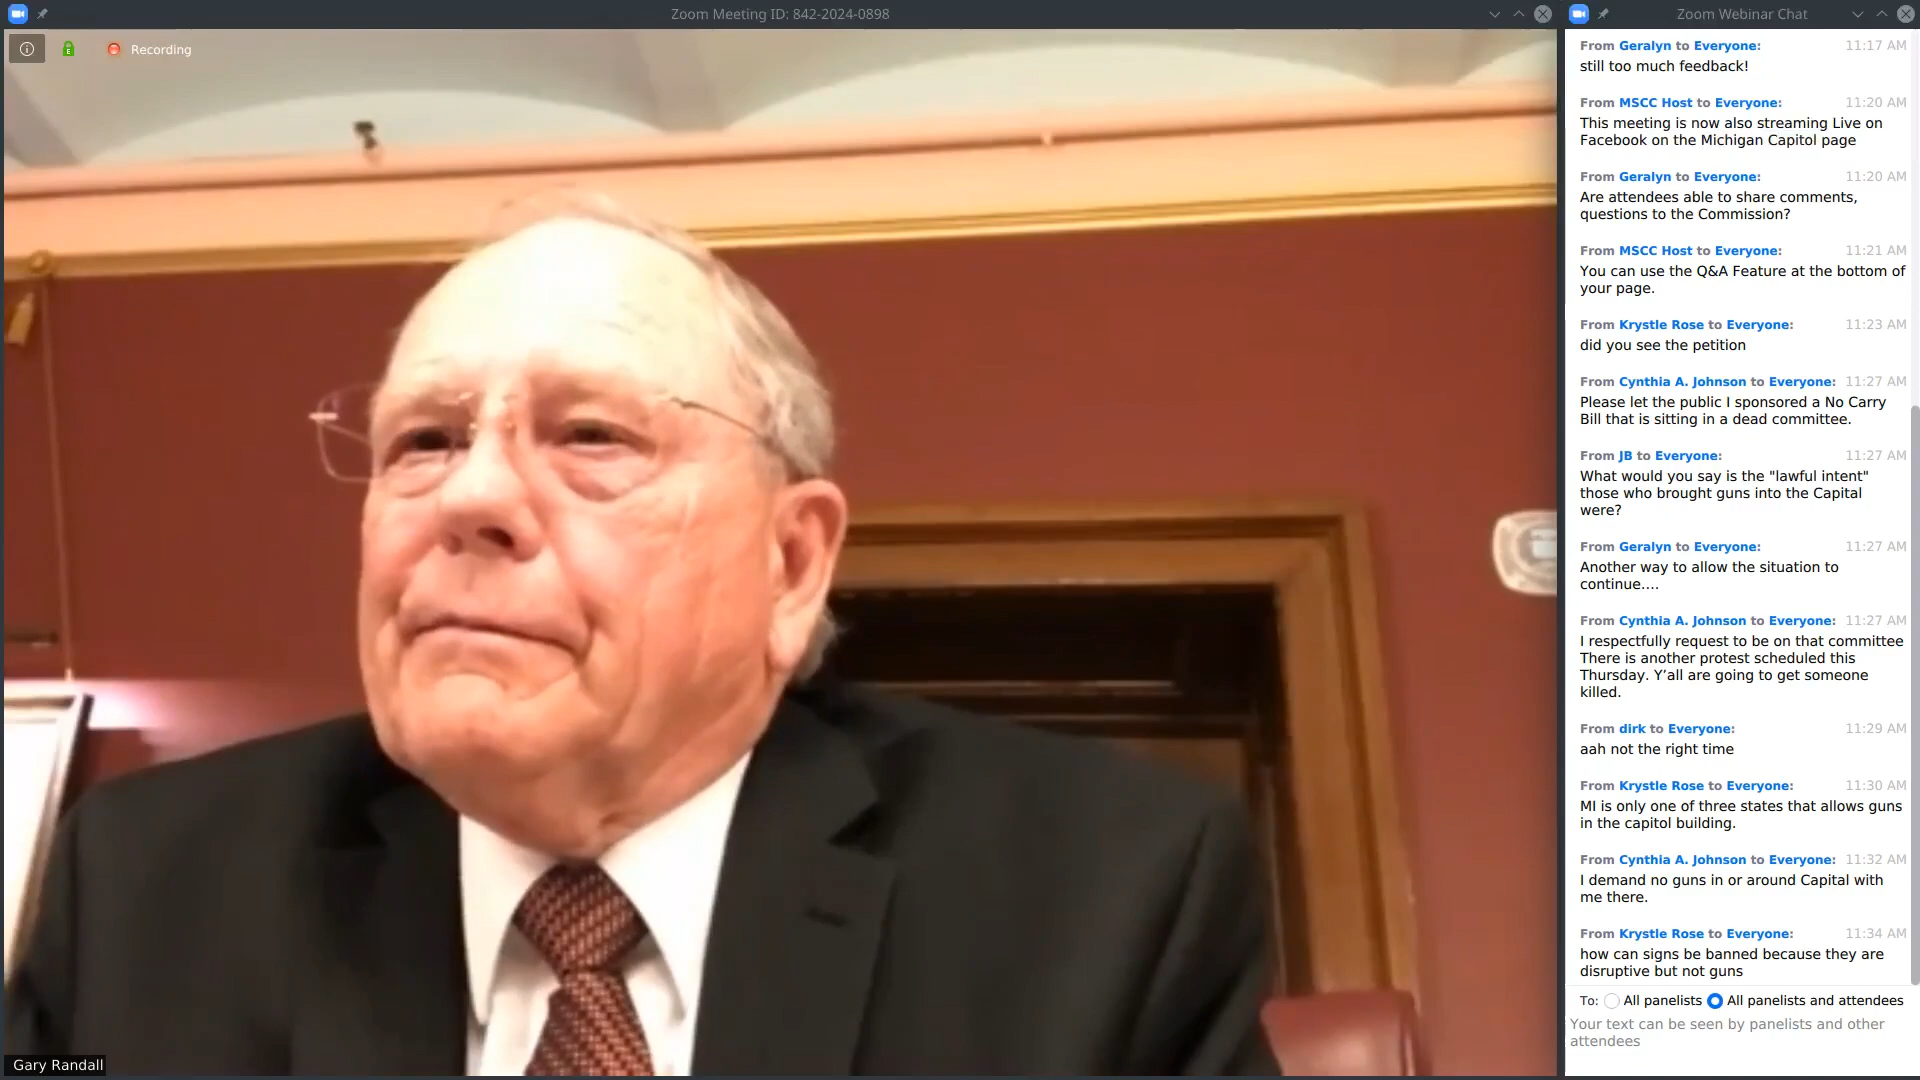 Zoom Meeting ID: 842-2024-0898
Recording
Gary Randall
Zoom Webinar Chat
From Geralyn to Everyone: 11:17 AM
still too much feedback!
From MSCC Host to Everyone: 11:20 AM
This meeting is now also streaming Live on
Facebook on the Michigan Capitol page
From Geralyn to Everyone: 11:20 AM
Are attendees able to share comments,
questions to the Commission?
From MSCC Host to Everyone: 11:21 AM
You can use the Q&A Feature at the bottom of
your page.
From Krystle Rose to Everyone: 11:23 AM
did you see the petition
From Cynthia A. Johnson to Everyone: 11:27 AM
Please let the public I sponsored a No Carry
Bill that is sitting in a dead committee.
From JB to Everyone: 11:27 AM
What would you say is the "lawful intent"
those who brought guns into the Capital
were?
From Geralyn to Everyone: 11:27 AM
Another way to allow the situation to
continue....
From Cynthia A. Johnson to Everyone: 11:27 AM
I respectfully request to be on that committee
There is another protest scheduled this
Thursday. Y’all are going to get someone
killed.
From dirk to Everyone: 11:29 AM
aah not the right time
From Krystle Rose to Everyone: 11:30 AM
MI is only one of three states that allows guns
in the capitol building.
From Cynthia A. Johnson to Everyone: 11:32 AM
I demand no guns in or around Capital with
me there.
From Krystle Rose to Everyone: 11:34 AM
how can signs be banned because they are
disruptive but not guns
To: All panelists All panelists and attendees
Your text can be seen by panelists and other
attendees